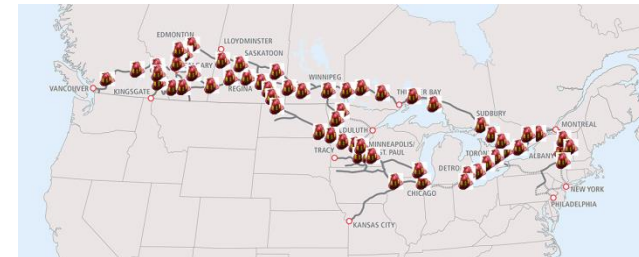 EDMONTON
LLOYDMINSTER
SASKATOON
VANCOUVER
KINGSGATE
REGINA
WINNIPEG
SUDBURY
MONTREAL
DULUTH
MINNEAPOLIS/
ST. PAUL
TRACY
ALBANY
CHICAGO
NEW YORK
PHILADELPHIA
KANSAS CITY